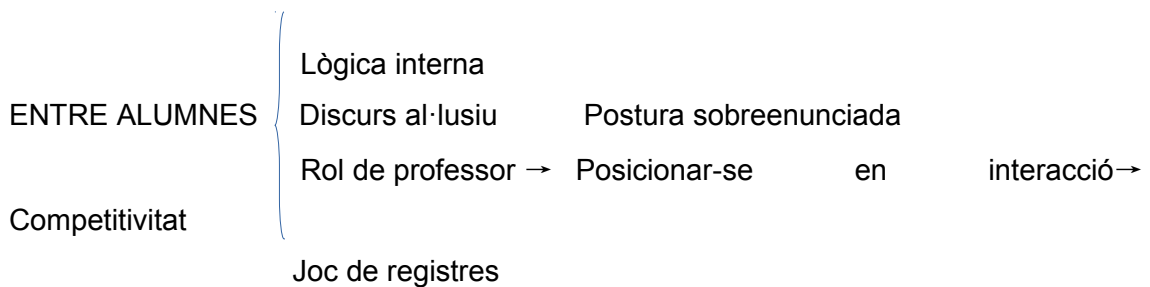 Lògica interna
ENTRE ALUMNES Discurs al·lusiu Postura sobreenunciada
Rol de professor → Posicionar-se en interacció→
Competitivitat
Joc de registres